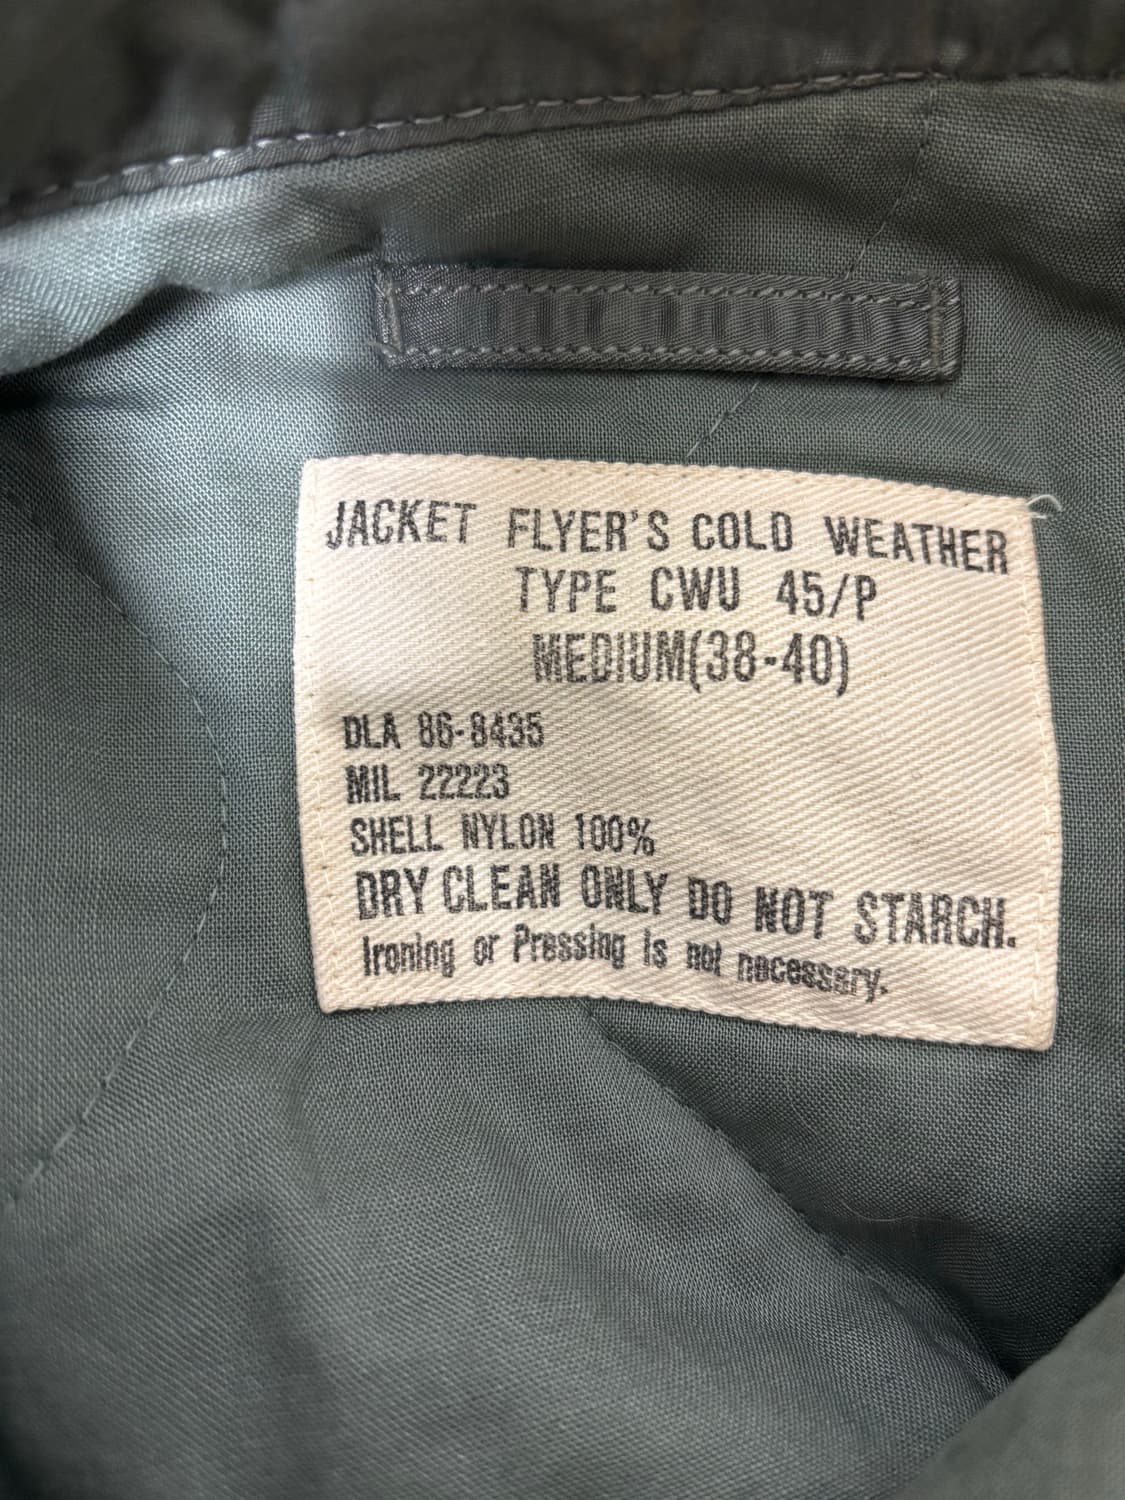 JACKET FLYER'S COLD WEATHER
TYPE CWU 45/P
MEDIUM(38-40)
DLA 86-8435
MIL 22223
SHELL NYLON 100%
DRY CLEAN ONLY DO NOT STARCH.
Ironing or Pressing is not necessary.